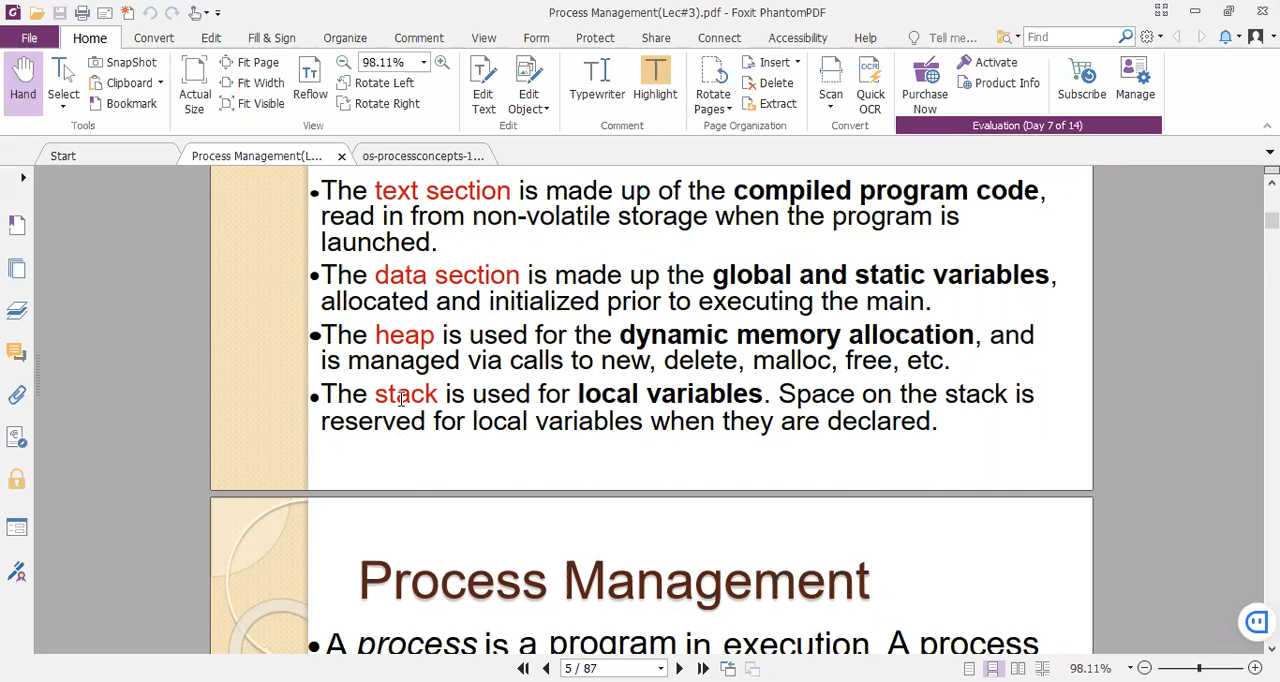 Process Management(Lec#3).pdf - Foxit PhantomPDF
File Home Convert Edit Fill & Sign Organize Comment View Form Protect Share Connect Accessibility Help Tell me... Find
Hand
Select
SnapShot
Clipboard
Bookmark
Tools
Actual Size
Fit Page
Fit Width
Fit Visible
Reflow
98.11%
Rotate Left
Rotate Right
View
Edit Text
Edit Object
Edit
Typewriter
Highlight
Comment
Rotate Pages
Insert
Delete
Extract
Page Organization
Scan
Quick OCR
Convert
Purchase Now
Activate
Product Info
Subscribe
Manage
Evaluation (Day 7 of 14)
Start Process Management(L... os-processconcepts-1...
•The text section is made up of the compiled program code,
read in from non-volatile storage when the program is
launched.
•The data section is made up the global and static variables,
allocated and initialized prior to executing the main.
•The heap is used for the dynamic memory allocation, and
is managed via calls to new, delete, malloc, free, etc.
•The stack is used for local variables. Space on the stack is
reserved for local variables when they are declared.
Process Management
•A process is a program in execution. A process
5 / 87 98.11%